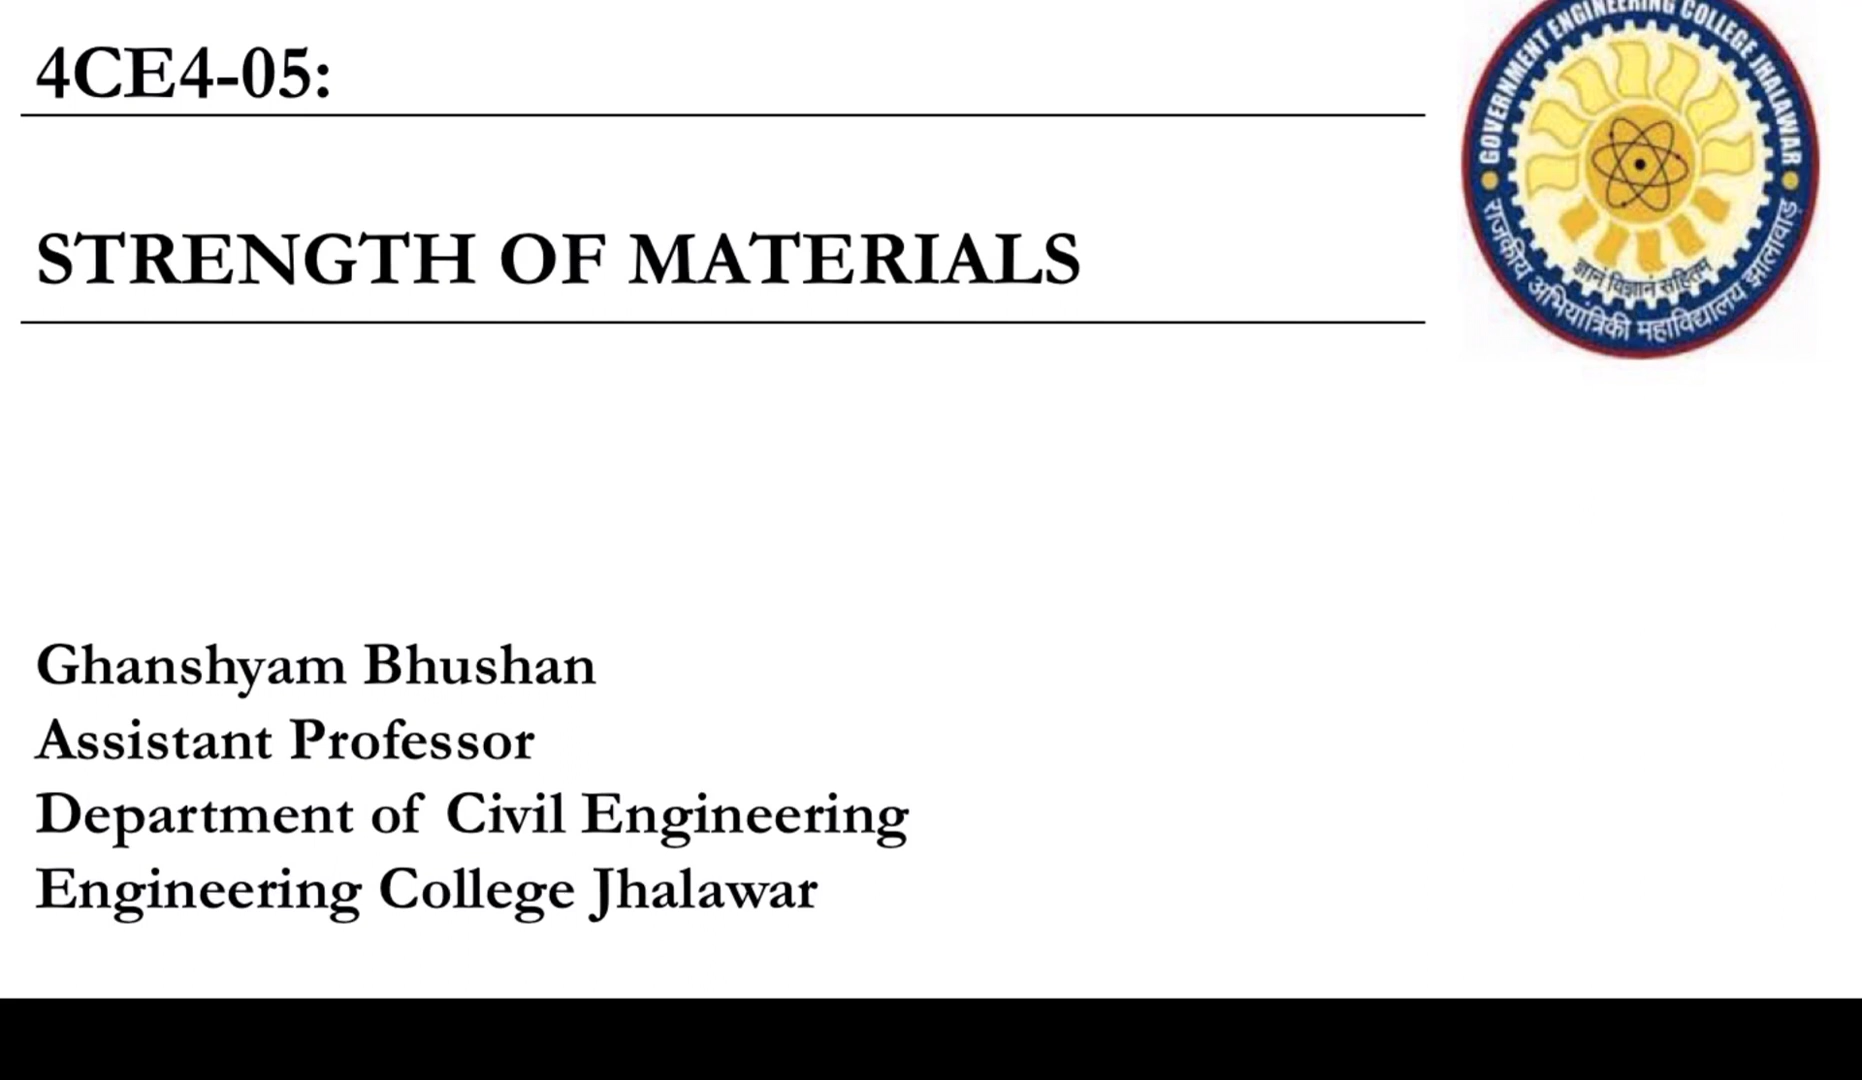 4CE4-05:
GOVERNMENT ENGINEERING COLLEGE JHALAWAR
STRENGTH OF MATERIALS
ज्ञानं विज्ञानं सहितम्
राजकीय अभियांत्रिकी महाविद्यालय झालावाड़
Ghanshyam Bhushan
Assistant Professor
Department of Civil Engineering
Engineering College Jhalawar